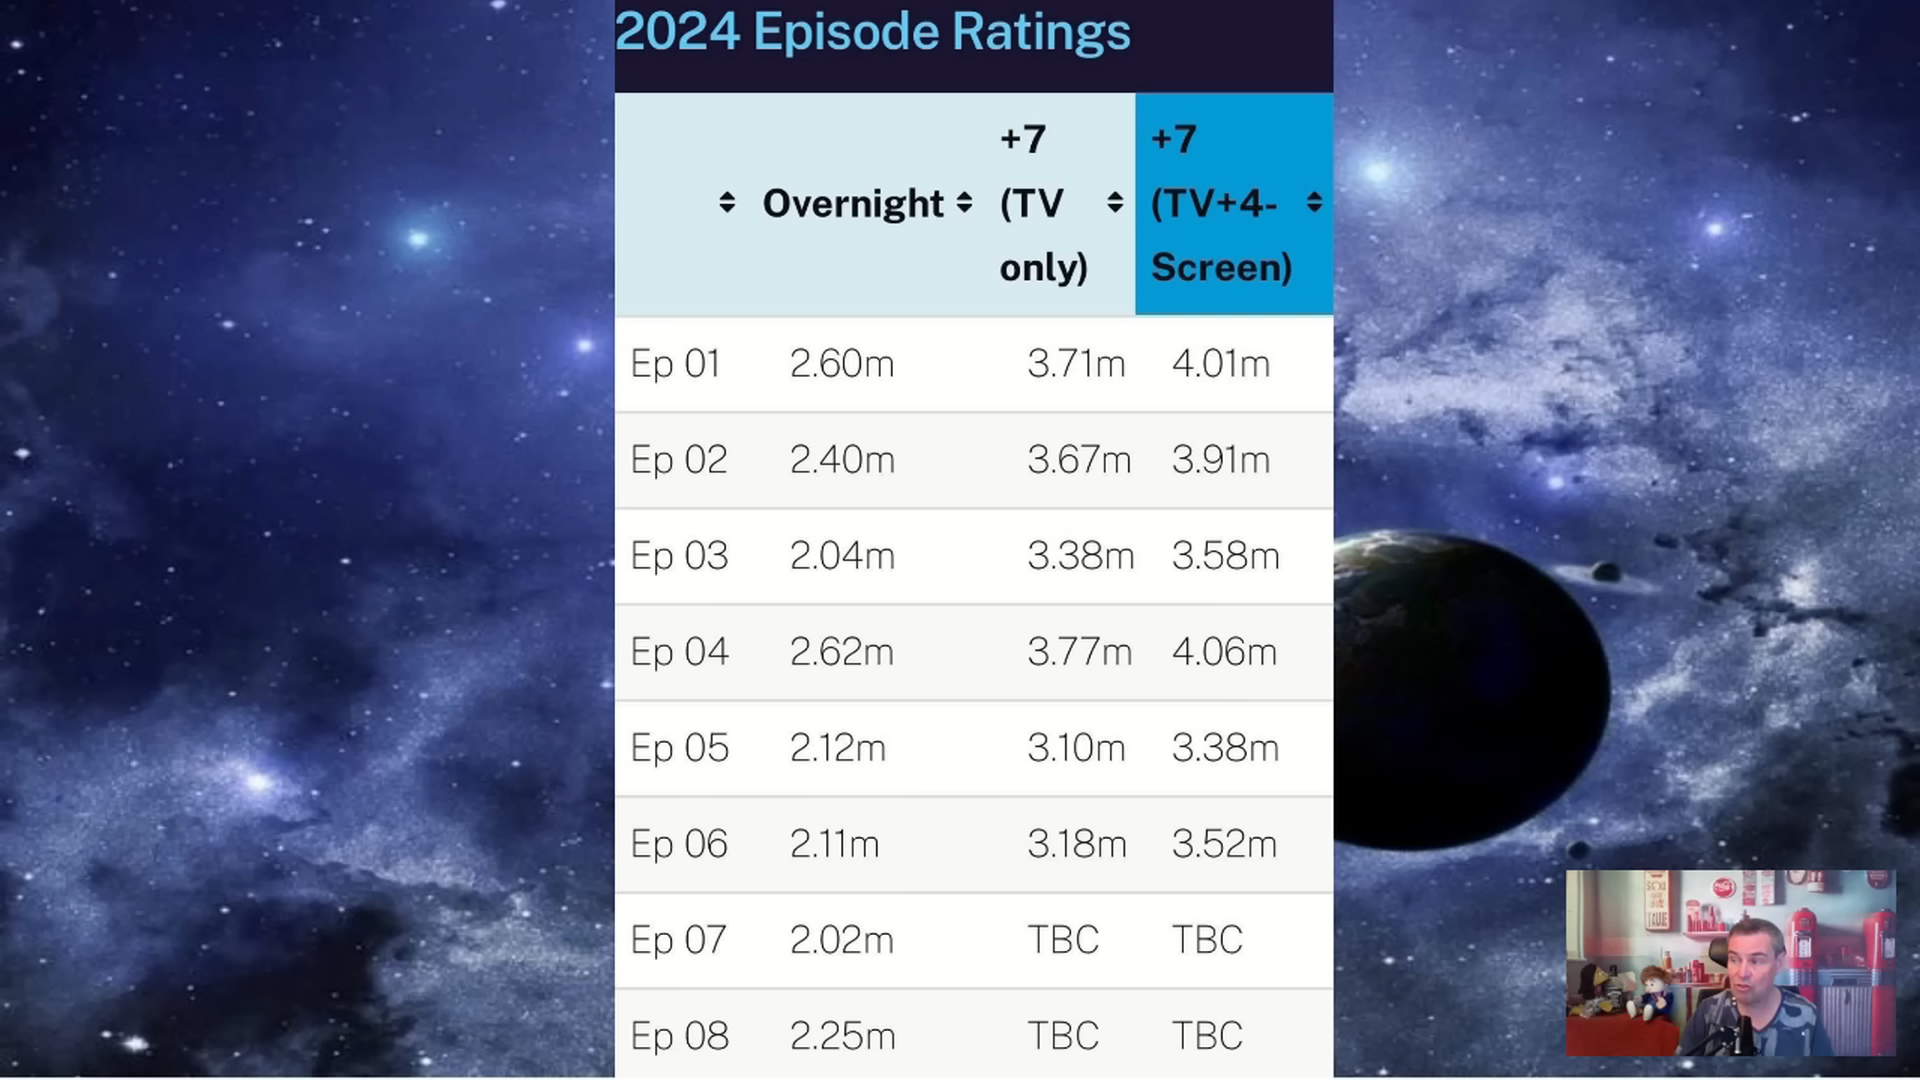 2024 Episode Ratings
+7 +7
Overnight (TV (TV+4-
only) Screen)
Ep 01 2.60m 3.71m 4.01m
Ep 02 2.40m 3.67m 3.91m
Ep 03 2.04m 3.38m 3.58m
Ep 04 2.62m 3.77m 4.06m
Ep 05 2.12m 3.10m 3.38m
Ep 06 2.11m 3.18m 3.52m
Ep 07 2.02m TBC TBC
Ep 08 2.25m TBC TBC